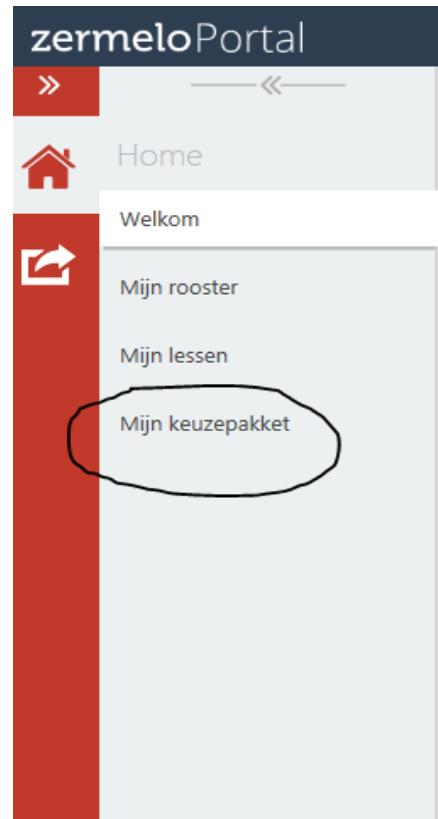 zermeloPortal
Home
Welkom
Mijn rooster
Mijn lessen
Mijn keuzepakket